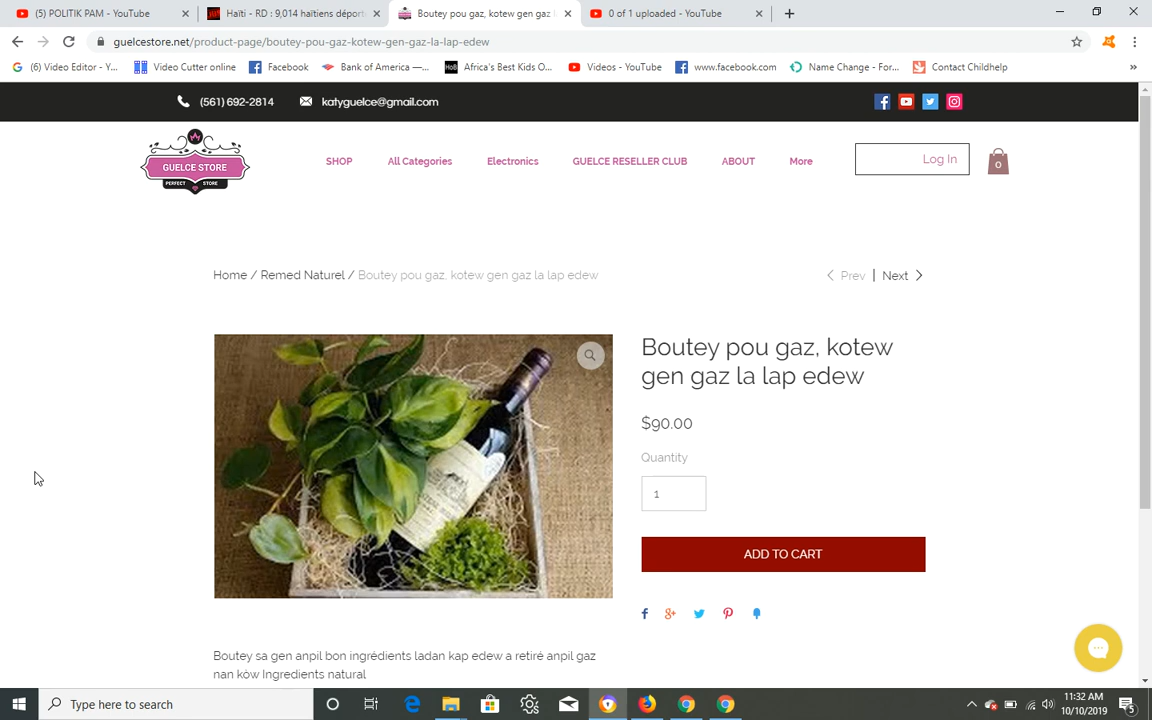 (5) POLITIK PAM - YouTube
Haïti - RD : 9,014 haïtiens déport
Boutey pou gaz, kotew gen gaz l
0 of 1 uploaded - YouTube
guelcestore.net/product-page/boutey-pou-gaz-kotew-gen-gaz-la-lap-edew
(6) Video Editor - Y...
Video Cutter online
Facebook
Bank of America —...
Africa's Best Kids O...
Videos - YouTube
www.facebook.com
Name Change - For...
Contact Childhelp
(561) 692-2814
katyguelce@gmail.com
GUELCE STORE
PERFECT STORE
SHOP
All Categories
Electronics
GUELCE RESELLER CLUB
ABOUT
More
Log In
0
Home / Remed Naturel / Boutey pou gaz, kotew gen gaz la lap edew
Prev | Next
Boutey pou gaz, kotew
gen gaz la lap edew
$90.00
Quantity
1
ADD TO CART
Boutey sa gen anpil bon ingrédients ladan kap edew a retiré anpil gaz
nan kòw Ingredients natural
Type here to search
11:32 AM
10/10/2019
5